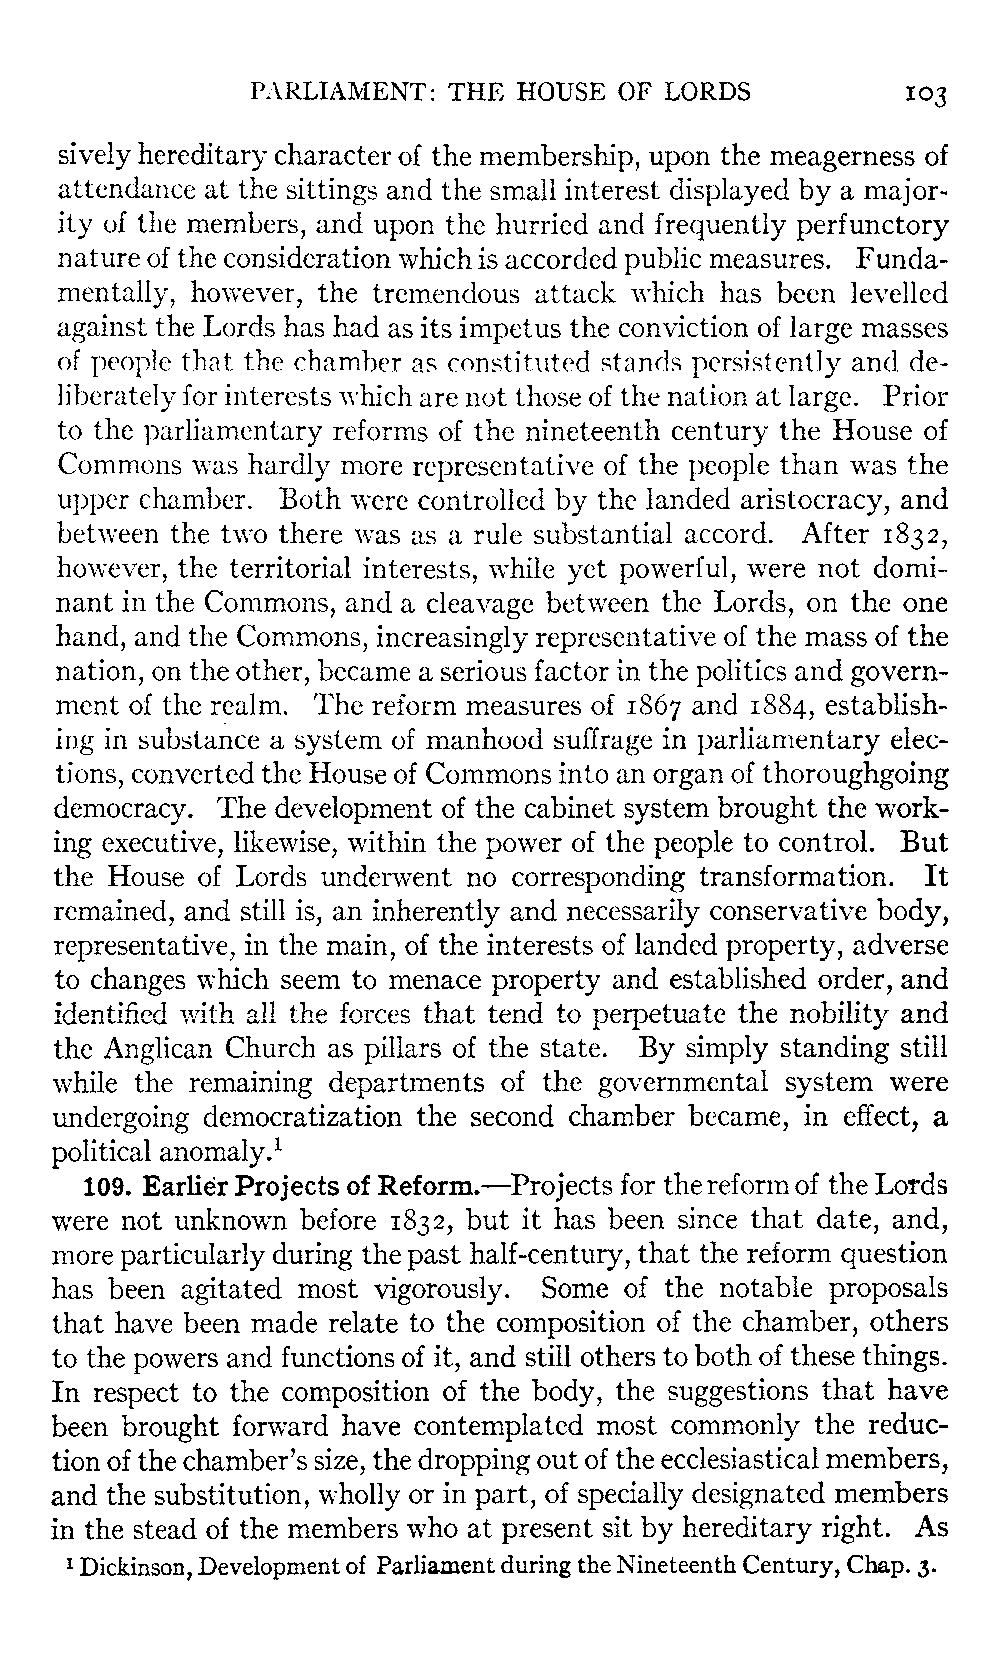 PARLIAMENT: THE HOUSE OF LORDS 103
sively hereditary character of the membership, upon the meagerness of
attendance at the sittings and the small interest displayed by a major-
ity of the members, and upon the hurried and frequently perfunctory
nature of the consideration which is accorded public measures. Funda-
mentally, however, the tremendous attack which has been levelled
against the Lords has had as its impetus the conviction of large masses
of people that the chamber as constituted stands persistently and de-
liberately for interests which are not those of the nation at large. Prior
to the parliamentary reforms of the nineteenth century the House of
Commons was hardly more representative of the people than was the
upper chamber. Both were controlled by the landed aristocracy, and
between the two there was as a rule substantial accord. After 1832,
however, the territorial interests, while yet powerful, were not domi-
nant in the Commons, and a cleavage between the Lords, on the one
hand, and the Commons, increasingly representative of the mass of the
nation, on the other, became a serious factor in the politics and govern-
ment of the realm. The reform measures of 1867 and 1884, establish-
ing in substance a system of manhood suffrage in parliamentary elec-
tions, converted the House of Commons into an organ of thoroughgoing
democracy. The development of the cabinet system brought the work-
ing executive, likewise, within the power of the people to control. But
the House of Lords underwent no corresponding transformation. It
remained, and still is, an inherently and necessarily conservative body,
representative, in the main, of the interests of landed property, adverse
to changes which seem to menace property and established order, and
identified with all the forces that tend to perpetuate the nobility and
the Anglican Church as pillars of the state. By simply standing still
while the remaining departments of the governmental system were
undergoing democratization the second chamber became, in effect, a
political anomaly.¹
109. Earlier Projects of Reform.—Projects for the reform of the Lords
were not unknown before 1832, but it has been since that date, and,
more particularly during the past half-century, that the reform question
has been agitated most vigorously. Some of the notable proposals
that have been made relate to the composition of the chamber, others
to the powers and functions of it, and still others to both of these things.
In respect to the composition of the body, the suggestions that have
been brought forward have contemplated most commonly the reduc-
tion of the chamber's size, the dropping out of the ecclesiastical members,
and the substitution, wholly or in part, of specially designated members
in the stead of the members who at present sit by hereditary right. As
¹ Dickinson, Development of Parliament during the Nineteenth Century, Chap. 3.